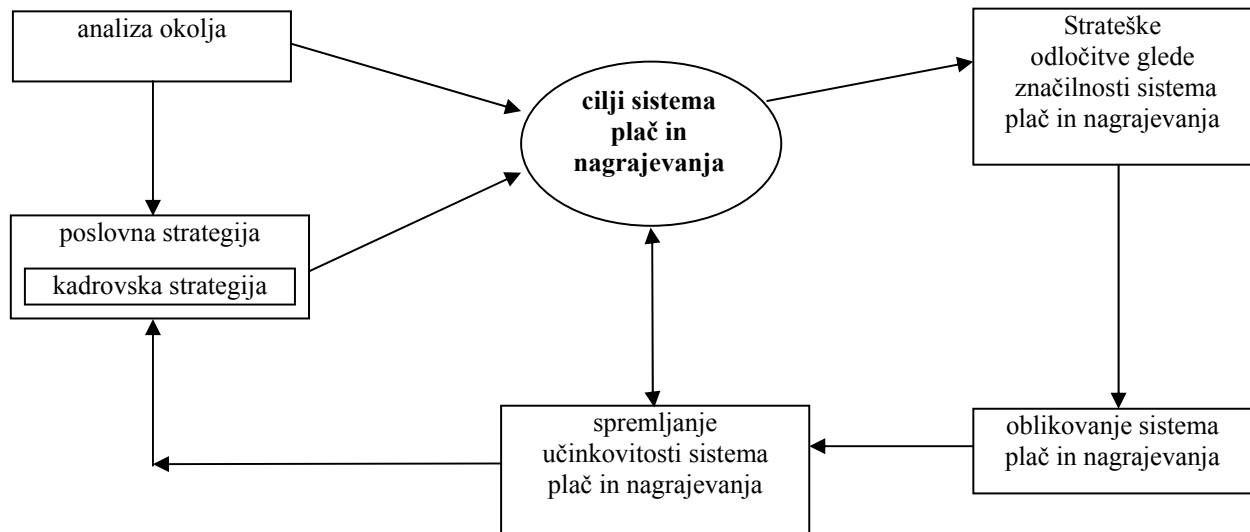 analiza okolja
cilji sistema
plač in
nagrajevanja
Strateške
odločitve glede
značilnosti sistema
plač in nagrajevanja
poslovna strategija
kadrovska strategija
spremljanje
učinkovitosti sistema
plač in nagrajevanja
oblikovanje sistema
plač in nagrajevanja